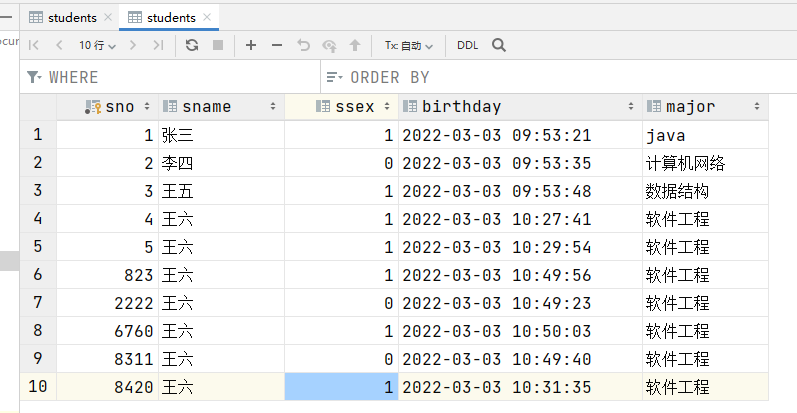 students students
ocur
10 行 Tx: 自动 DDL
WHERE ORDER BY
sno sname ssex birthday major
1 1 张三 1 2022-03-03 09:53:21 java
2 2 李四 0 2022-03-03 09:53:35 计算机网络
3 3 王五 1 2022-03-03 09:53:48 数据结构
4 4 王六 1 2022-03-03 10:27:41 软件工程
5 5 王六 1 2022-03-03 10:29:54 软件工程
6 823 王六 1 2022-03-03 10:49:56 软件工程
7 2222 王六 0 2022-03-03 10:49:23 软件工程
8 6760 王六 1 2022-03-03 10:50:03 软件工程
9 8311 王六 0 2022-03-03 10:49:40 软件工程
10 8420 王六 1 2022-03-03 10:31:35 软件工程